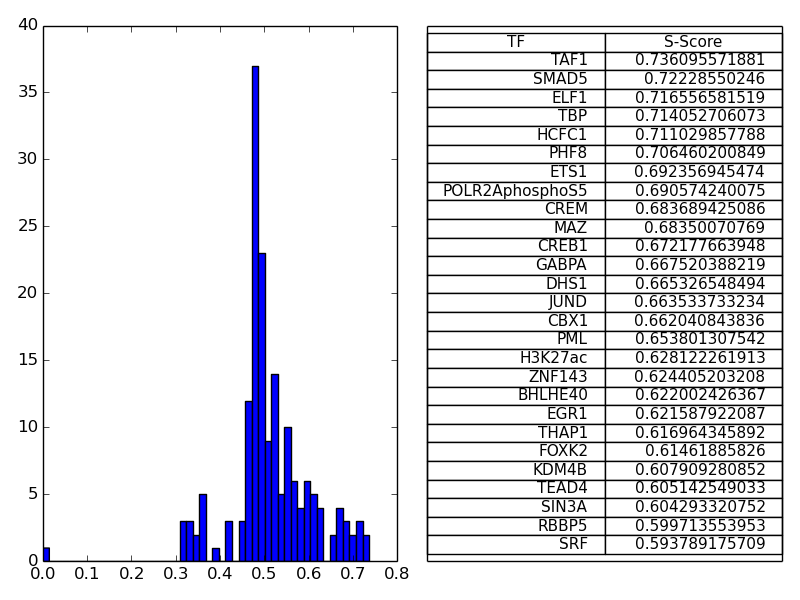 40
35
30
25
20
15
10
5
0
0.0 0.1 0.2 0.3 0.4 0.5 0.6 0.7 0.8
TF S-Score
TAF1 0.736095571881
SMAD5 0.72228550246
ELF1 0.716556581519
TBP 0.714052706073
HCFC1 0.711029857788
PHF8 0.706460200849
ETS1 0.692356945474
POLR2AphosphoS5 0.690574240075
CREM 0.683689425086
MAZ 0.68350070769
CREB1 0.672177663948
GABPA 0.667520388219
DHS1 0.665326548494
JUND 0.663533733234
CBX1 0.662040843836
PML 0.653801307542
H3K27ac 0.628122261913
ZNF143 0.624405203208
BHLHE40 0.622002426367
EGR1 0.621587922087
THAP1 0.616964345892
FOXK2 0.61461885826
KDM4B 0.607909280852
TEAD4 0.605142549033
SIN3A 0.604293320752
RBBP5 0.599713553953
SRF 0.593789175709